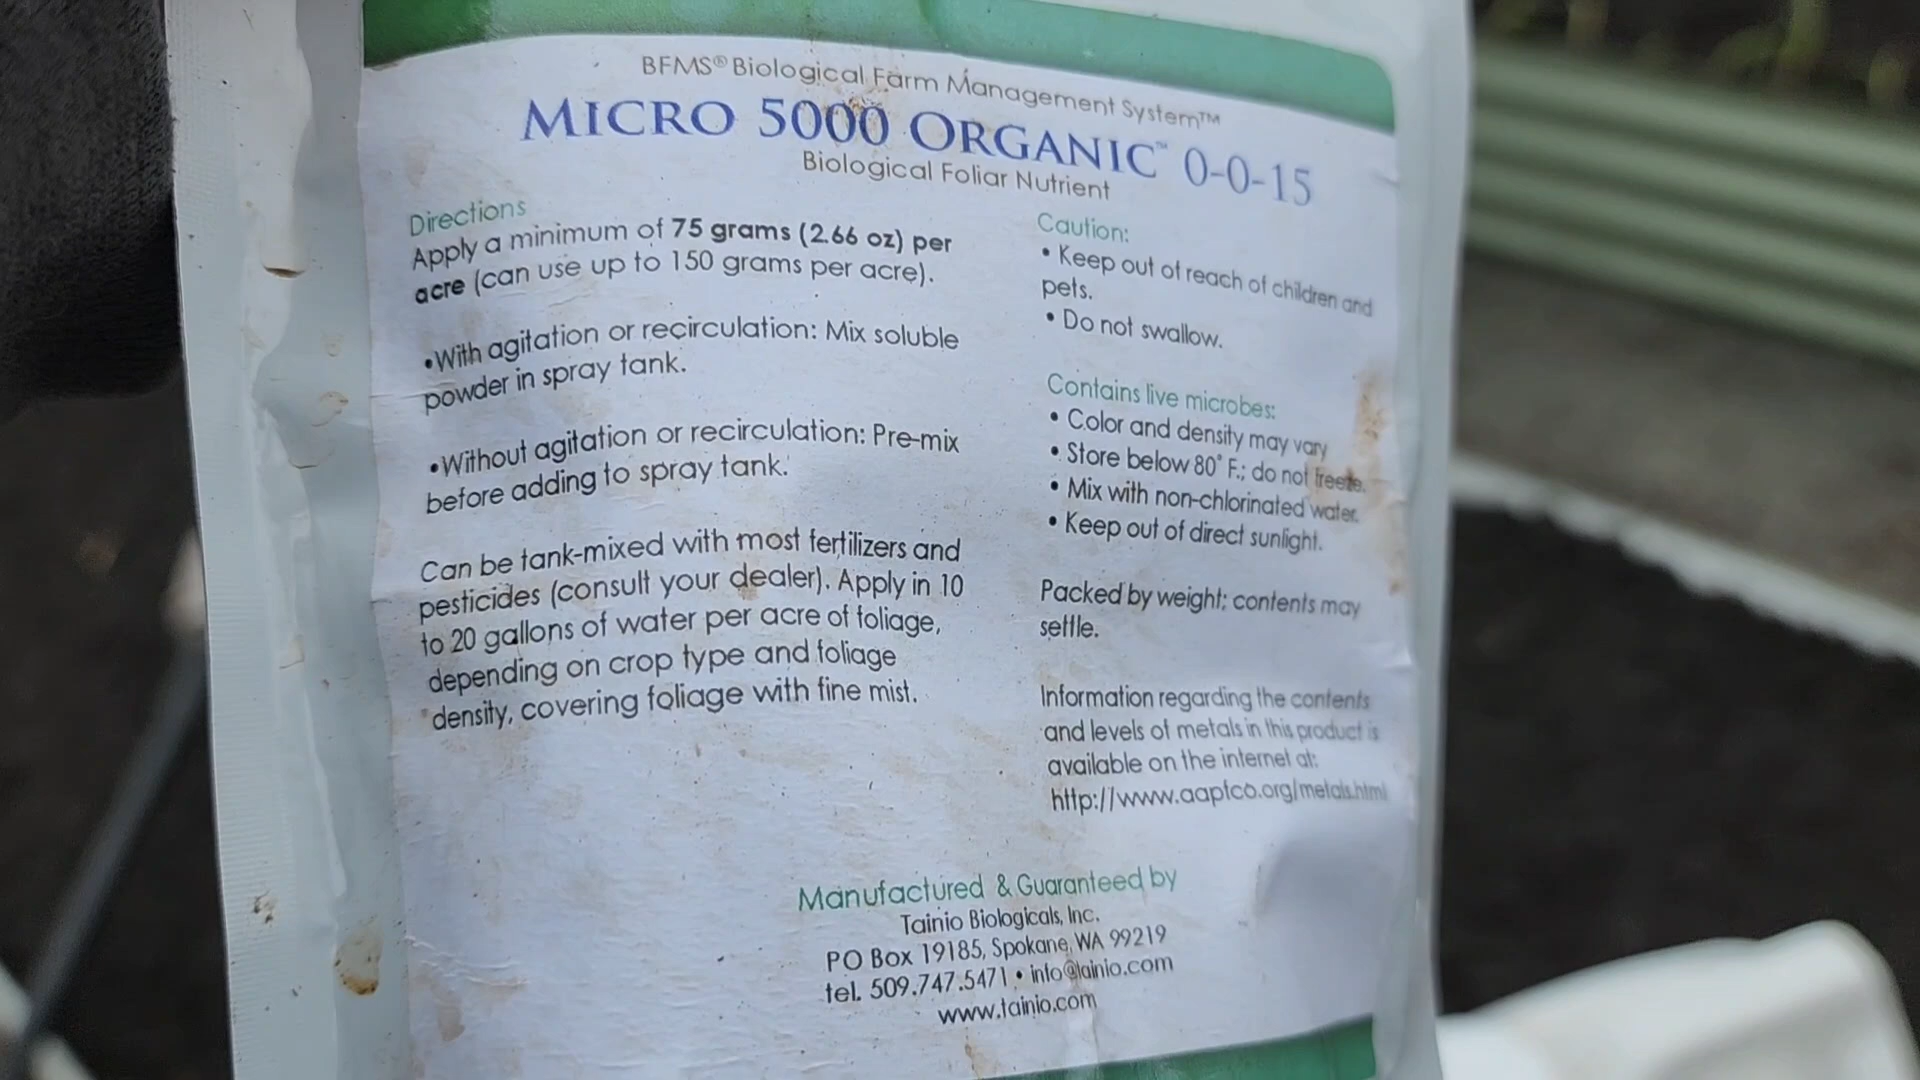 BFMS® Biological Farm Management System™
MICRO 5000 ORGANIC™ 0-0-15
Biological Foliar Nutrient
Directions
Apply a minimum of 75 grams (2.66 oz) per
acre (can use up to 150 grams per acre).
•With agitation or recirculation: Mix soluble
powder in spray tank.
•Without agitation or recirculation: Pre-mix
before adding to spray tank.
Can be tank-mixed with most fertilizers and
pesticides (consult your dealer). Apply in 10
to 20 gallons of water per acre of foliage,
depending on crop type and foliage
density, covering foliage with fine mist.
Caution:
• Keep out of reach of children and
pets.
• Do not swallow.
Contains live microbes:
• Color and density may vary
• Store below 80° F.; do not freeze.
• Mix with non-chlorinated water.
• Keep out of direct sunlight.
Packed by weight; contents may
settle.
Information regarding the contents
and levels of metals in this product is
available on the internet at:
http://www.aapfco.org/metals.html
Manufactured & Guaranteed by
Tainio Biologicals, Inc.
PO Box 19185, Spokane, WA 99219
tel. 509.747.5471 • info@tainio.com
www.tainio.com